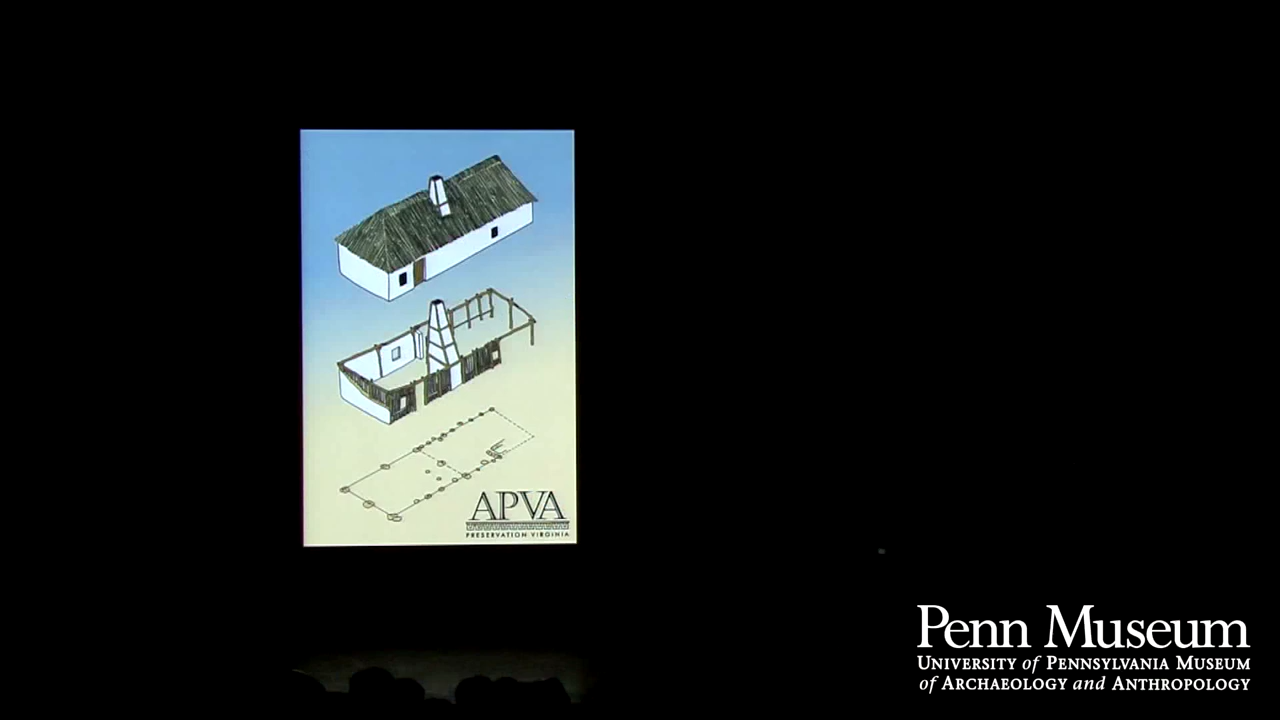 APVA
PRESERVATION VIRGINIA
Penn Museum
UNIVERSITY of PENNSYLVANIA MUSEUM
of ARCHAEOLOGY and ANTHROPOLOGY